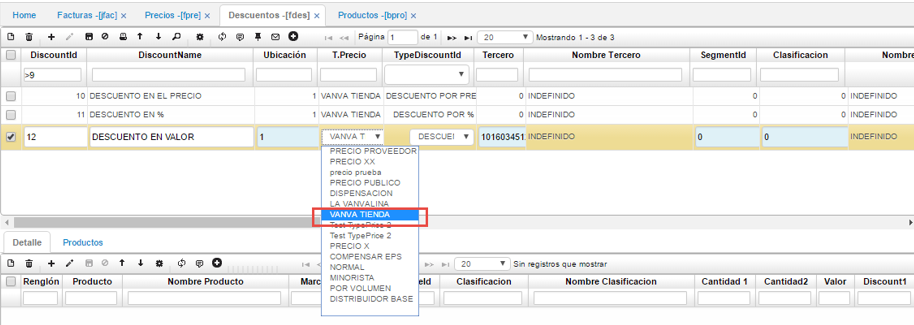 Home Facturas -[jfac] × Precios -[fpre] × Descuentos -[fdes] × Productos -[bpro] ×
Página 1 de 1 20 Mostrando 1 - 3 de 3
DiscountId DiscountName Ubicación T.Precio TypeDiscountId Tercero Nombre Tercero SegmentId Clasificacion Nombre
>9
10 DESCUENTO EN EL PRECIO 1 VANVA TIENDA DESCUENTO POR PRE 0 INDEFINIDO 0 0 INDEFINIDO
11 DESCUENTO EN % 1 VANVA TIENDA DESCUENTO POR % 0 INDEFINIDO 0 0 INDEFINIDO
12 DESCUENTO EN VALOR 1 VANVA T DESCUEI 101603451 INDEFINIDO 0 0 INDEFINIDO
PRECIO PROVEEDOR
PRECIO XX
precio prueba
PRECIO PUBLICO
DISPENSACION
LA VANVALINA
VANVA TIENDA
Test TypePrice 2
Test TypePrice 2
PRECIO X
COMPENSAR EPS
NORMAL
MINORISTA
POR VOLUMEN
DISTRIBUIDOR BASE
Detalle Productos
20 Sin registros que mostrar
Renglón Producto Nombre Producto Marc eId Clasificacion Nombre Clasificacion Cantidad 1 Cantidad2 Valor Discount1